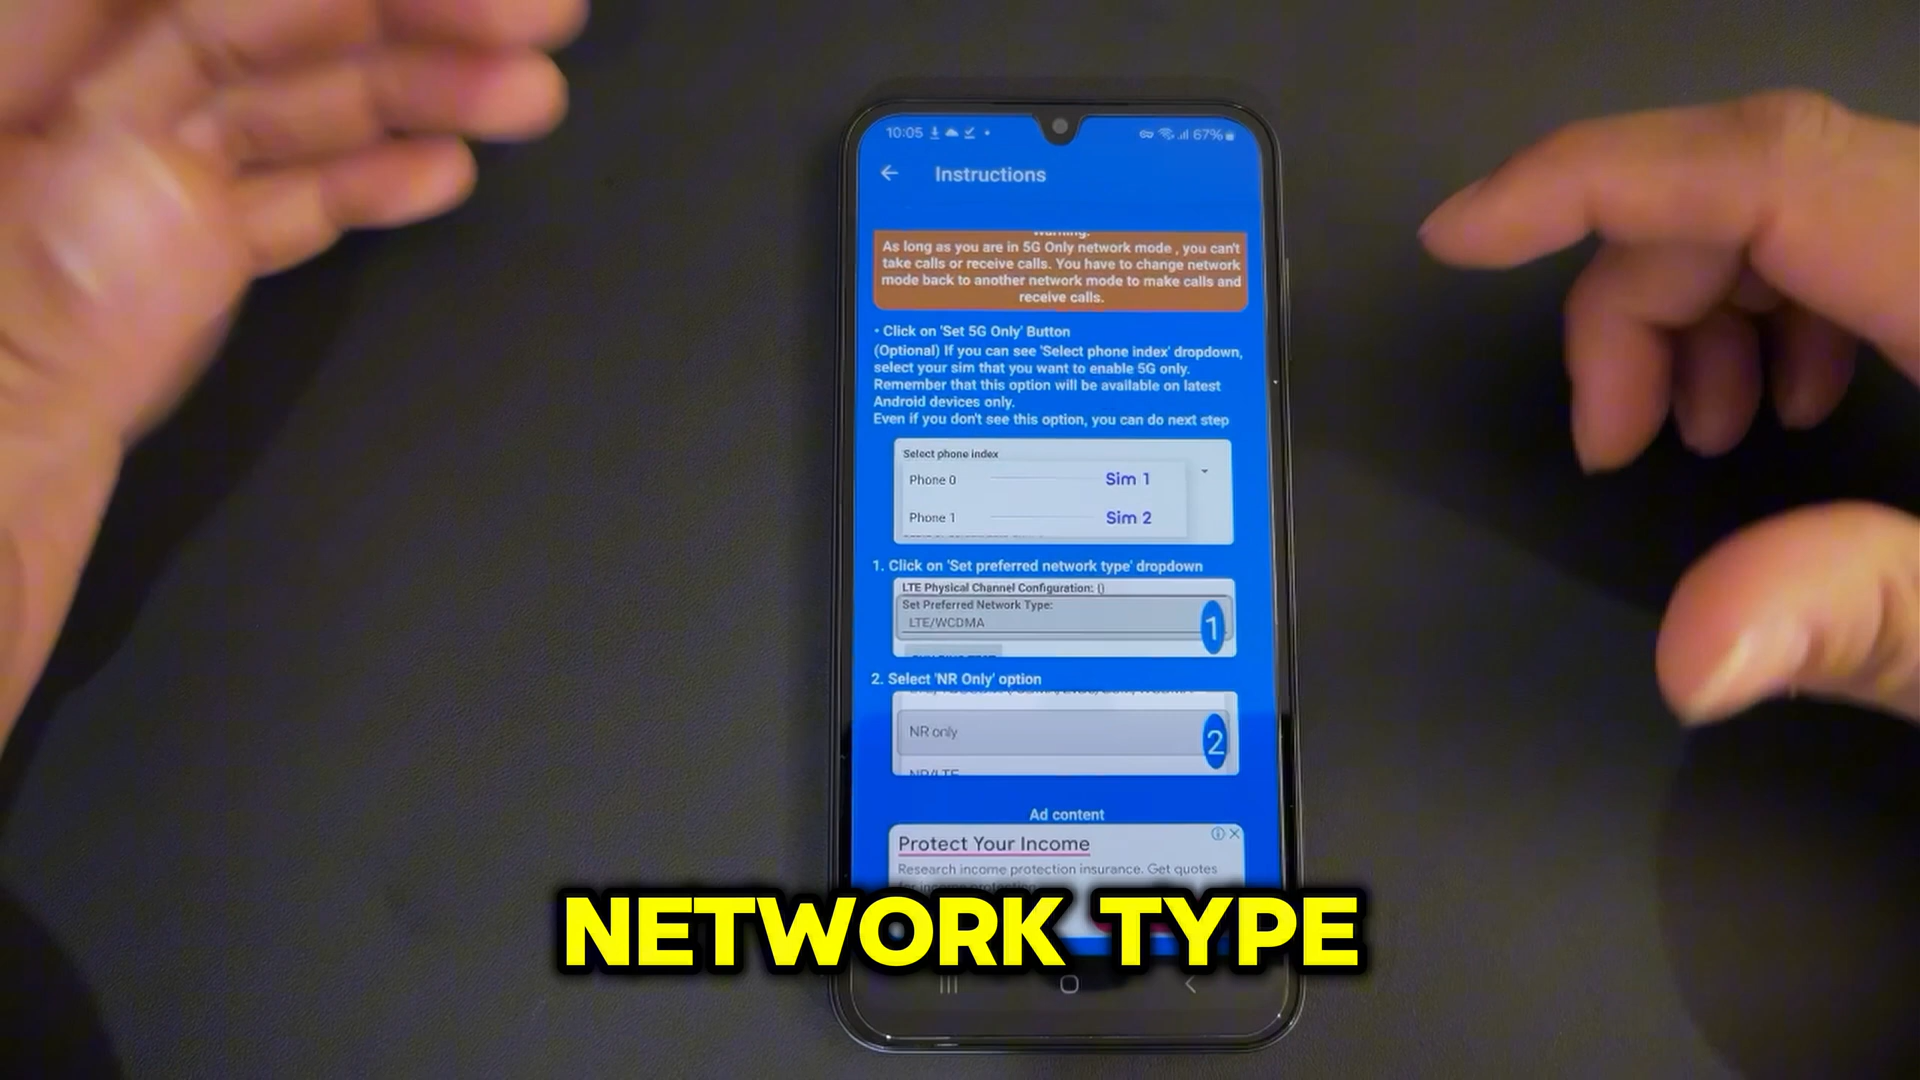 10:05
67%
Instructions
Warning:
As long as you are in 5G Only network mode , you can't
take calls or receive calls. You have to change network
mode back to another network mode to make calls and
receive calls.
• Click on 'Set 5G Only' Button
(Optional) If you can see 'Select phone index' dropdown,
select your sim that you want to enable 5G only.
Remember that this option will be available on latest
Android devices only.
Even if you don't see this option, you can do next step
Select phone index
Phone 0 Sim 1
Phone 1 Sim 2
1. Click on 'Set preferred network type' dropdown
LTE Physical Channel Configuration: ()
Set Preferred Network Type:
LTE/WCDMA
1
2. Select 'NR Only' option
NR only
2
NR/LTE
Ad content
Protect Your Income
Research income protection insurance. Get quotes
for income protection
NETWORK TYPE